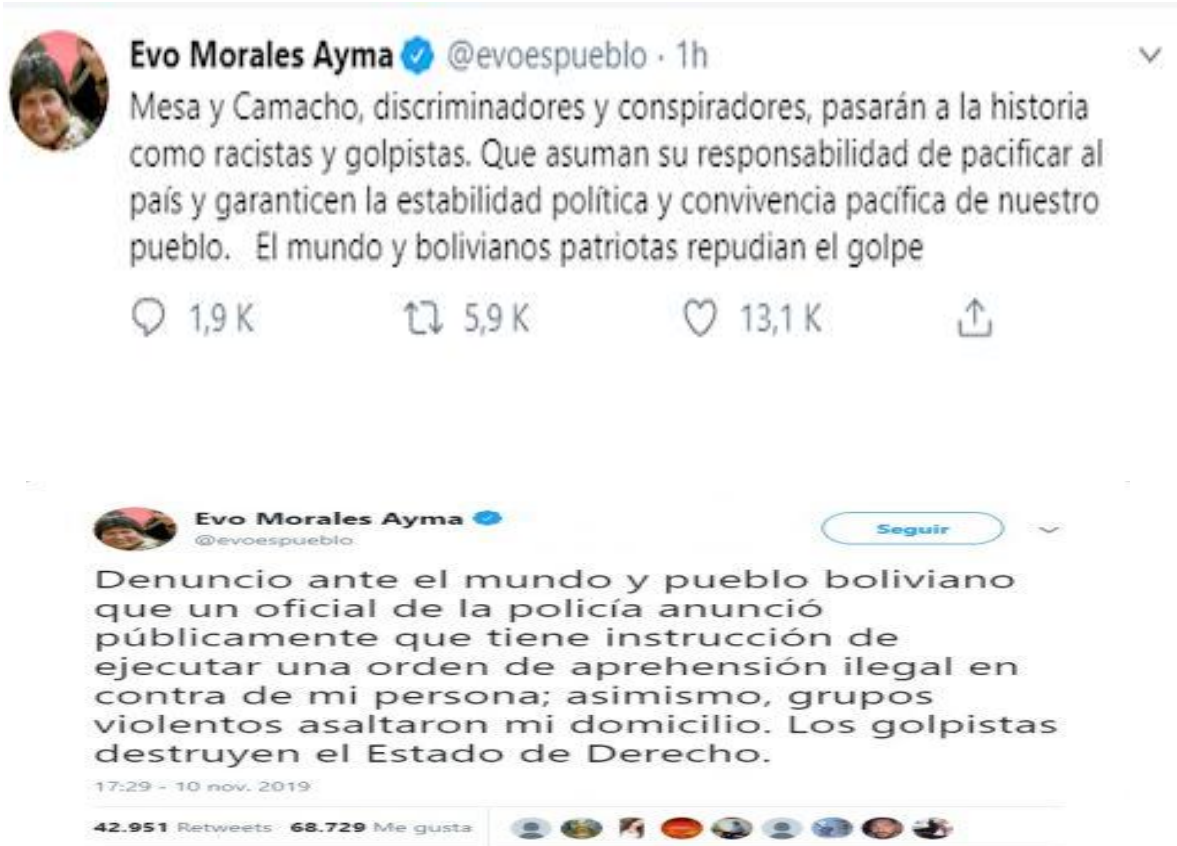 Evo Morales Ayma @evoespueblo · 1h
Mesa y Camacho, discriminadores y conspiradores, pasarán a la historia
como racistas y golpistas. Que asuman su responsabilidad de pacificar al
país y garanticen la estabilidad política y convivencia pacífica de nuestro
pueblo. El mundo y bolivianos patriotas repudian el golpe
1,9 K 5,9 K 13,1 K
Evo Morales Ayma
@evoespueblo
Seguir
Denuncio ante el mundo y pueblo boliviano
que un oficial de la policía anunció
públicamente que tiene instrucción de
ejecutar una orden de aprehensión ilegal en
contra de mi persona; asimismo, grupos
violentos asaltaron mi domicilio. Los golpistas
destruyen el Estado de Derecho.
17:29 - 10 nov. 2019
42.951 Retweets 68.729 Me gusta